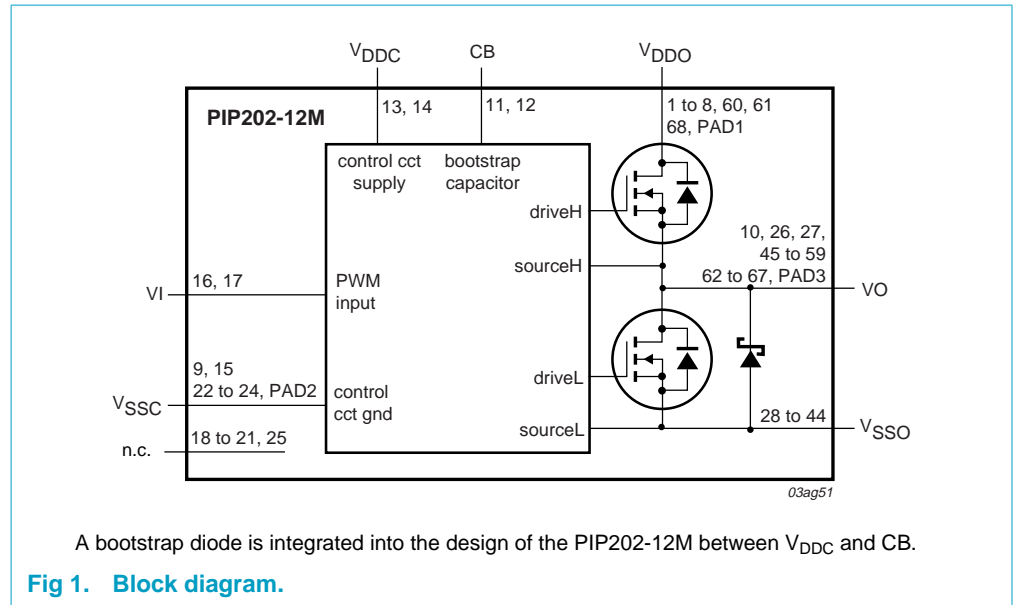 VDDC
CB
VDDO
PIP202-12M
13, 14
11, 12
1 to 8, 60, 61
68, PAD1
control cct
supply
bootstrap
capacitor
driveH
sourceH
10, 26, 27,
45 to 59
62 to 67, PAD3
VO
VI
16, 17
PWM
input
9, 15
22 to 24, PAD2
VSSC
control
cct gnd
driveL
sourceL
28 to 44
VSSO
18 to 21, 25
n.c.
03ag51
A bootstrap diode is integrated into the design of the PIP202-12M between VDDC and CB.
Fig 1. Block diagram.